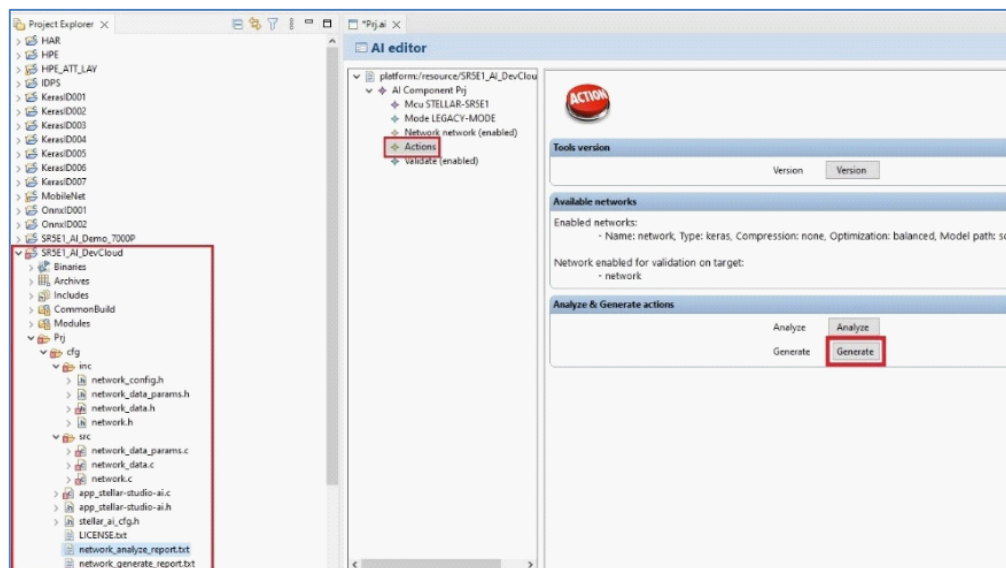 Project Explorer
HAR
HPE
HPE_ATT_LAY
IDPS
KerasID001
KerasID002
KerasID003
KerasID004
KerasID005
KerasID006
KerasID007
MobileNet
OnnxID001
OnnxID002
SR5E1_AI_Demo_7000P
SR5E1_AI_DevCloud
Binaries
Archives
Includes
CommonBuild
Modules
Prj
cfg
inc
network_config.h
network_data_params.h
network_data.h
network.h
src
network_data_params.c
network_data.c
network.c
app_stellar-studio-ai.c
app_stellar-studio-ai.h
stellar_ai_cfg.h
LICENSE.txt
network_analyze_report.txt
network_generate_report.txt
*Prj.ai
AI editor
platform:/resource/SR5E1_AI_DevClou
AI Component Prj
Mcu STELLAR-SR5E1
Mode LEGACY-MODE
Network network (enabled)
Actions
Validate (enabled)
ACTION
Tools version
Version Version
Available networks
Enabled networks:
- Name: network, Type: keras, Compression: none, Optimization: balanced, Model path: sc
Network enabled for validation on target:
- network
Analyze & Generate actions
Analyze Analyze
Generate Generate